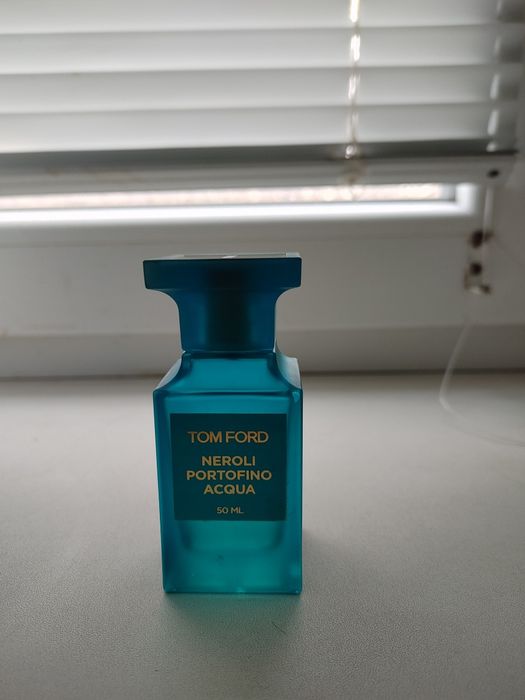 TOM FORD
NEROLI
PORTOFINO
ACQUA
50 ML